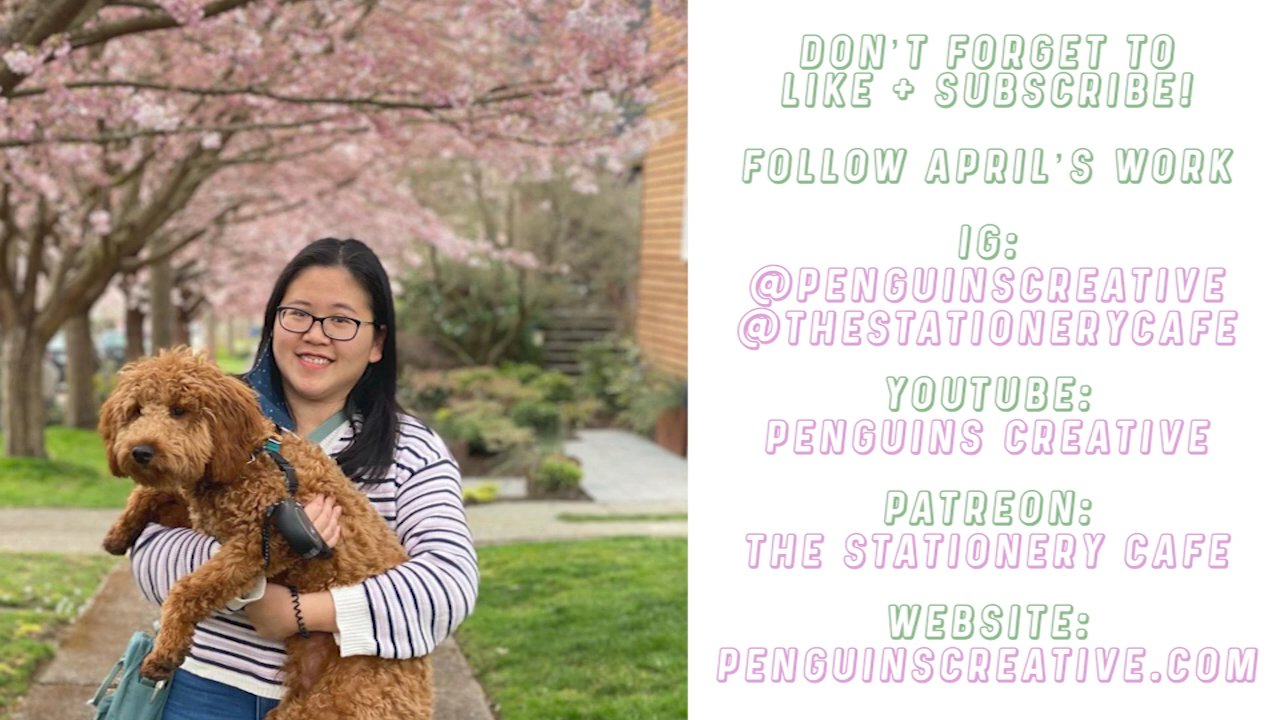 DON'T FORGET TO
LIKE + SUBSCRIBE!
FOLLOW APRIL'S WORK
IG:
@PENGUINSCREATIVE
@THESTATIONERYCAFE
YOUTUBE:
PENGUINS CREATIVE
PATREON:
THE STATIONERY CAFE
WEBSITE:
PENGUINSCREATIVE.COM